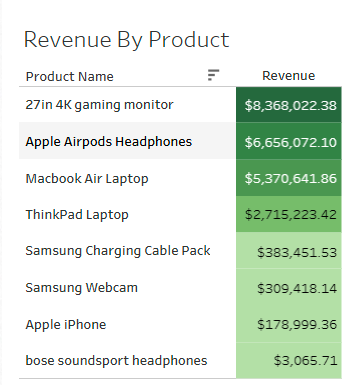 Revenue By Product
Product Name Revenue
27in 4K gaming monitor $8,368,022.38
Apple Airpods Headphones $6,656,072.10
Macbook Air Laptop $5,370,641.86
ThinkPad Laptop $2,715,223.42
Samsung Charging Cable Pack $383,451.53
Samsung Webcam $309,418.14
Apple iPhone $178,999.36
bose soundsport headphones $3,065.71